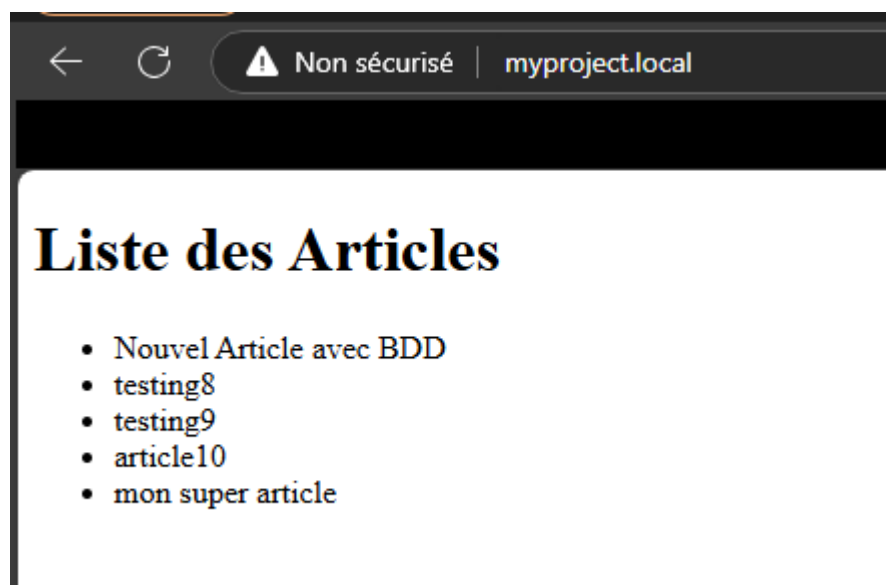 Non sécurisé myproject.local
Liste des Articles
Nouvel Article avec BDD
testing8
testing9
article10
mon super article